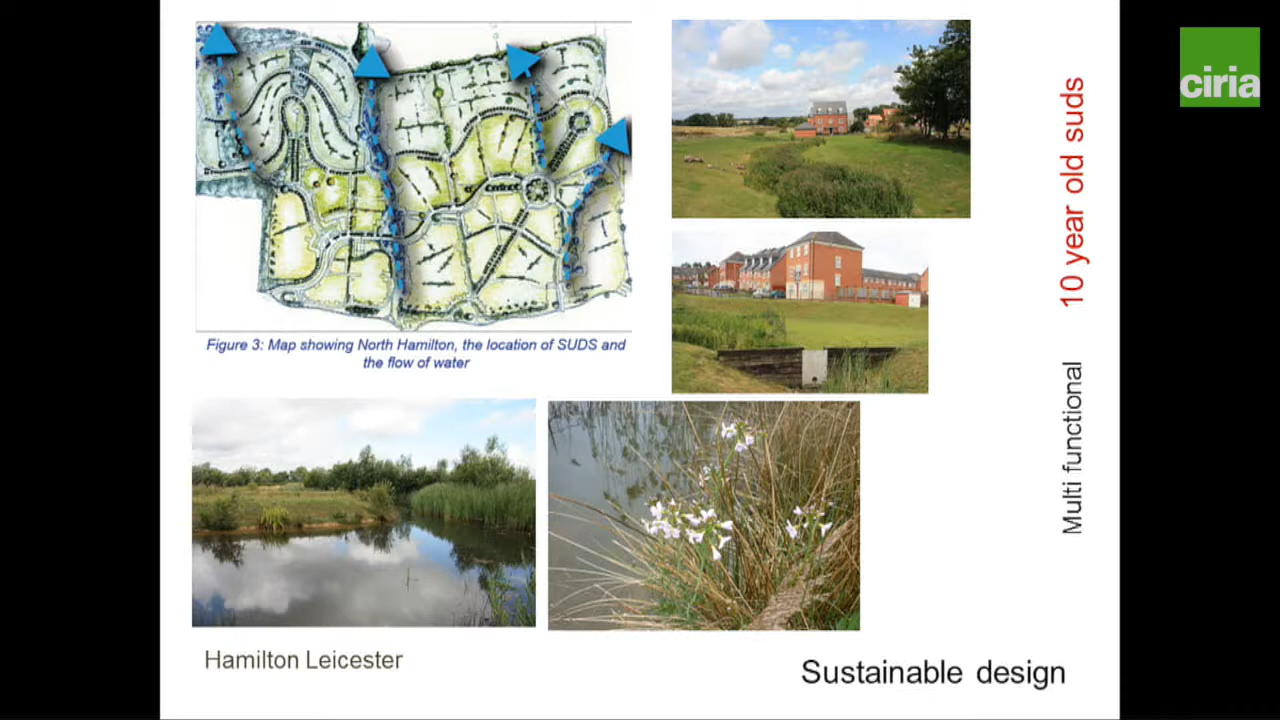 ciria
10 year old suds
Figure 3: Map showing North Hamilton, the location of SUDS and
the flow of water
Multi functional
Hamilton Leicester
Sustainable design